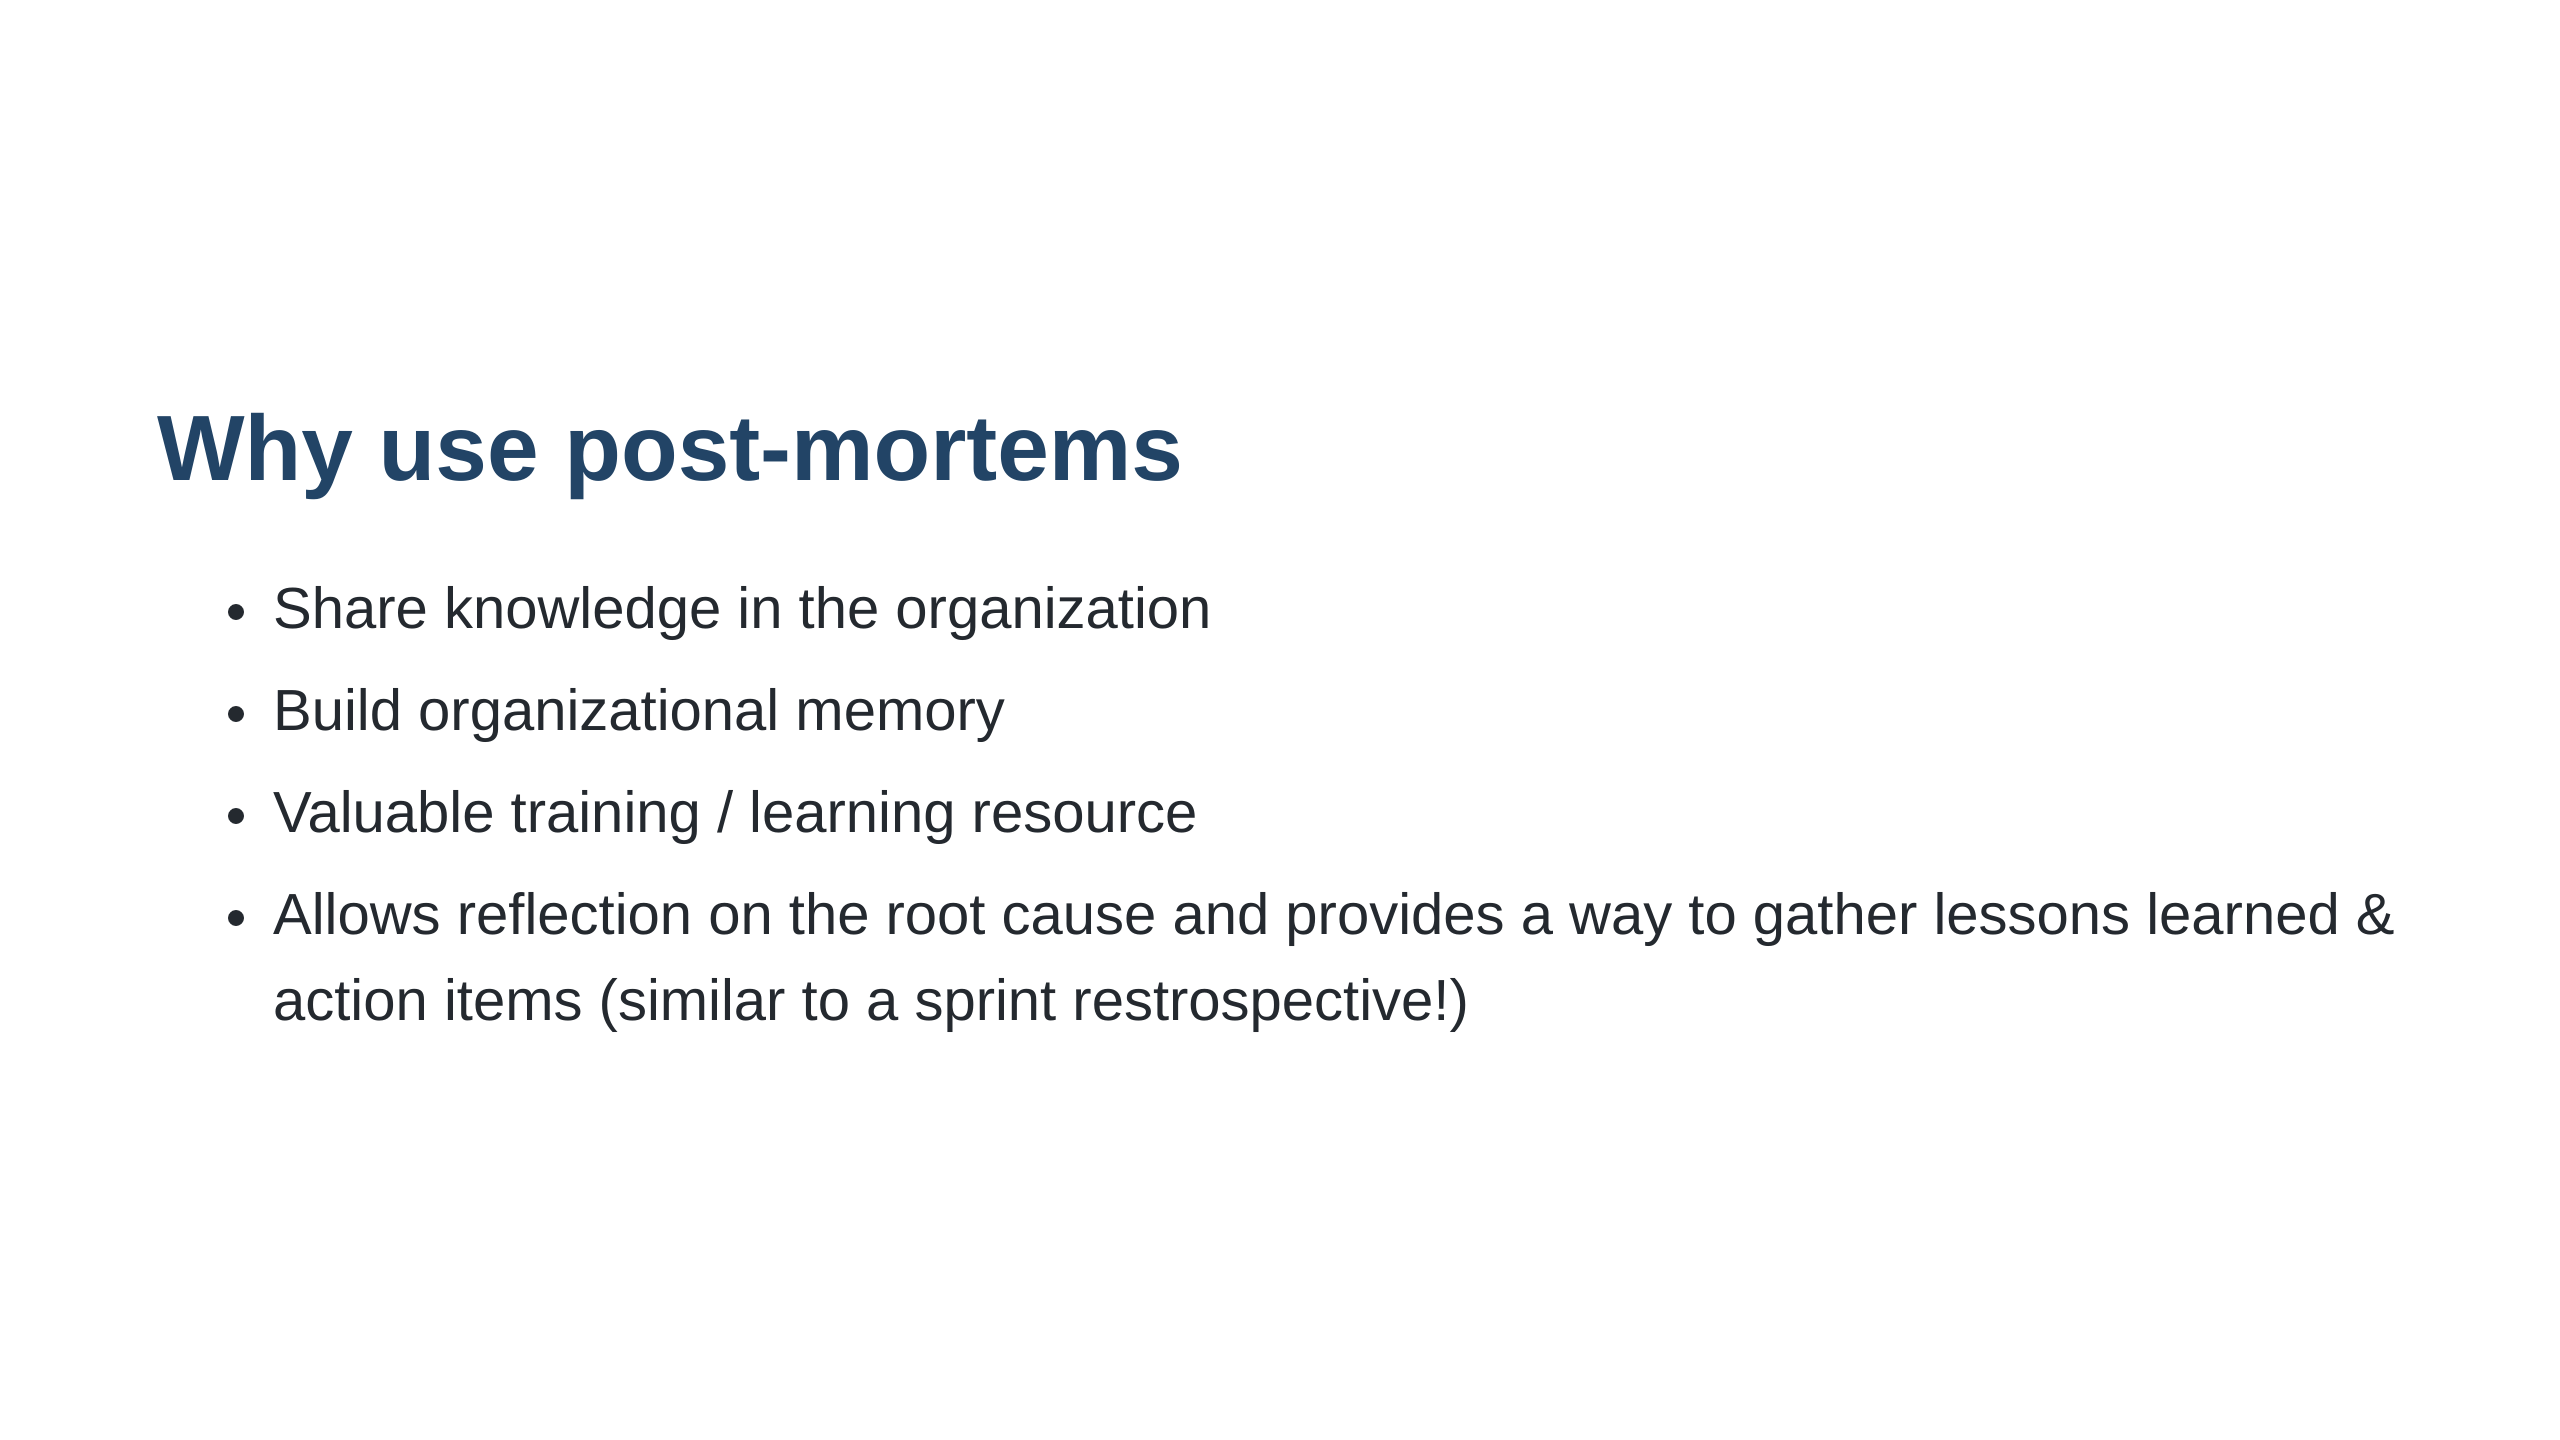 Why use post-mortems
• Share knowledge in the organization
• Build organizational memory
• Valuable training / learning resource
• Allows reflection on the root cause and provides a way to gather lessons learned &
action items (similar to a sprint restrospective!)